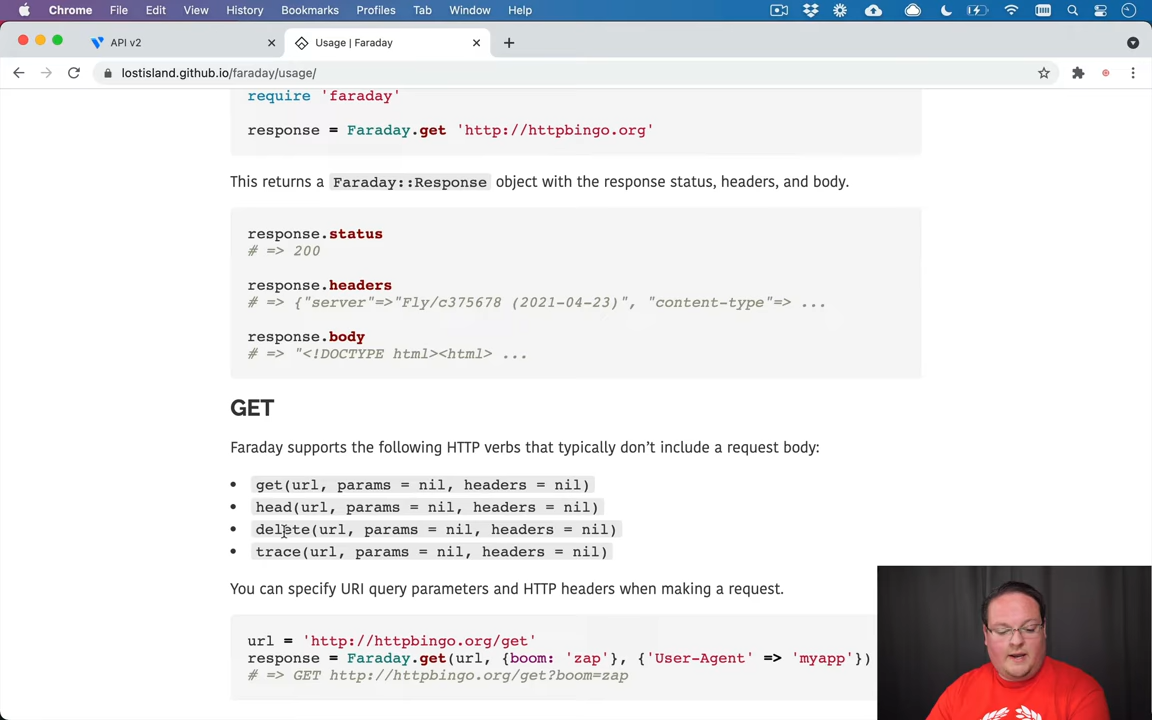 Chrome File Edit View History Bookmarks Profiles Tab Window Help
API v2
Usage | Faraday
lostisland.github.io/faraday/usage/
require 'faraday'
response = Faraday.get 'http://httpbingo.org'
This returns a Faraday::Response object with the response status, headers, and body.
response.status
# => 200
response.headers
# => {"server"=>"Fly/c375678 (2021-04-23)", "content-type"=> ...
response.body
# => "<!DOCTYPE html><html> ...
GET
Faraday supports the following HTTP verbs that typically don’t include a request body:
• get(url, params = nil, headers = nil)
• head(url, params = nil, headers = nil)
• delete(url, params = nil, headers = nil)
• trace(url, params = nil, headers = nil)
You can specify URI query parameters and HTTP headers when making a request.
url = 'http://httpbingo.org/get'
response = Faraday.get(url, {boom: 'zap'}, {'User-Agent' => 'myapp'})
# => GET http://httpbingo.org/get?boom=zap